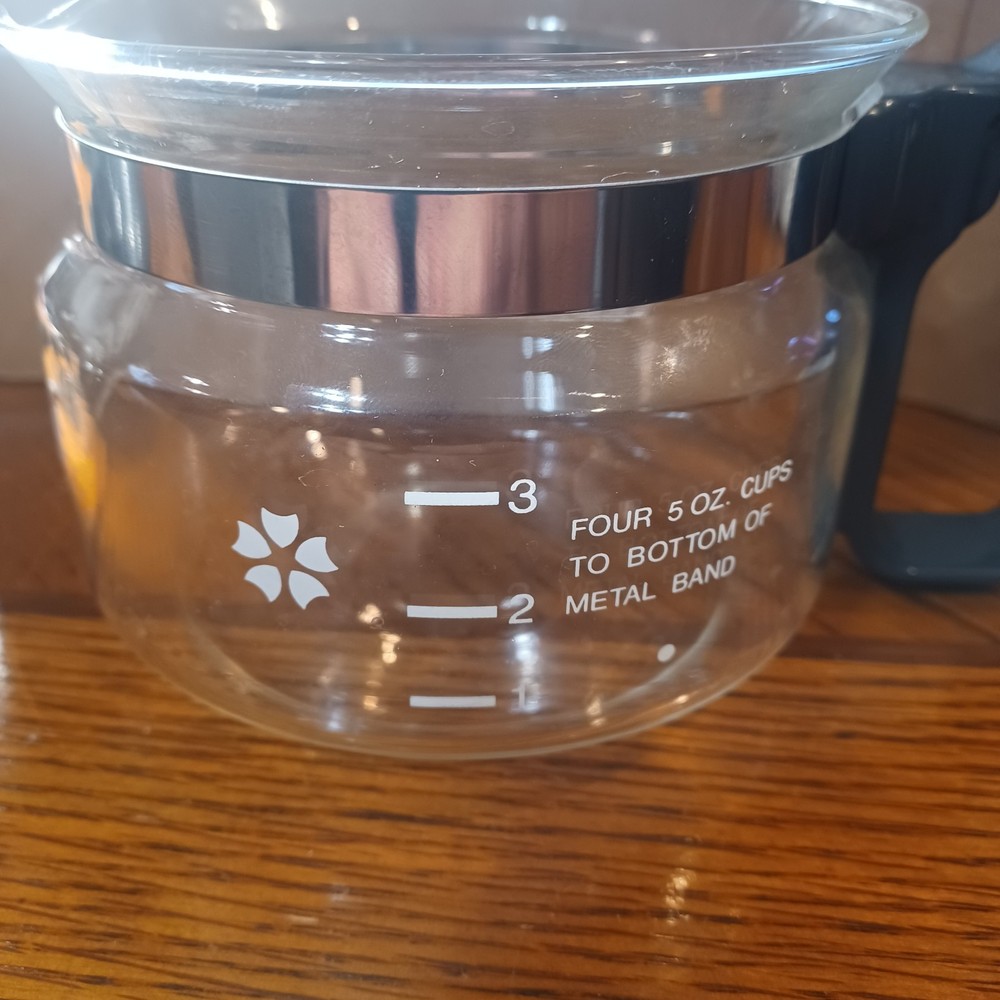 3
FOUR 5 OZ. CUPS
TO BOTTOM OF
METAL BAND
2
1